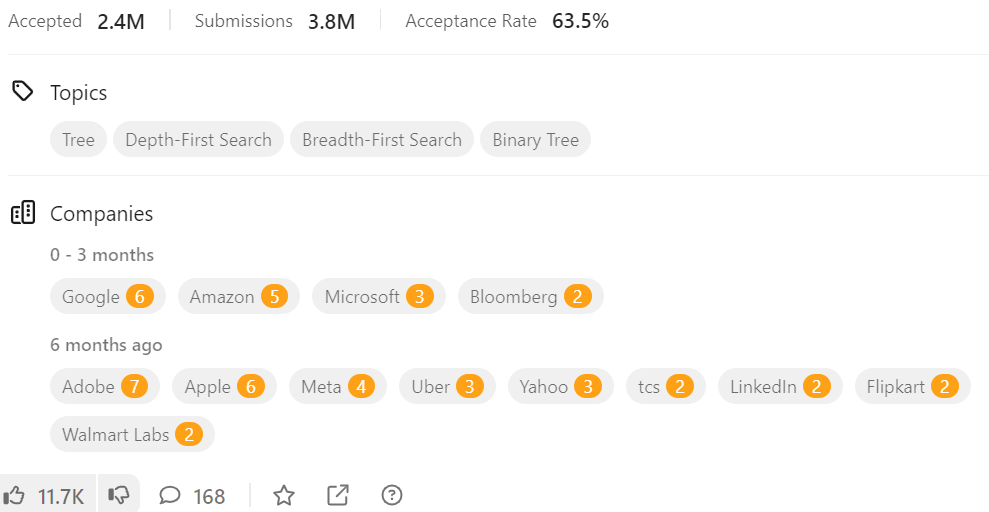 Accepted 2.4M Submissions 3.8M Acceptance Rate 63.5%
Topics
Tree Depth-First Search Breadth-First Search Binary Tree
Companies
0 - 3 months
Google 6 Amazon 5 Microsoft 3 Bloomberg 2
6 months ago
Adobe 7 Apple 6 Meta 4 Uber 3 Yahoo 3 tcs 2 LinkedIn 2 Flipkart 2
Walmart Labs 2
11.7K 168